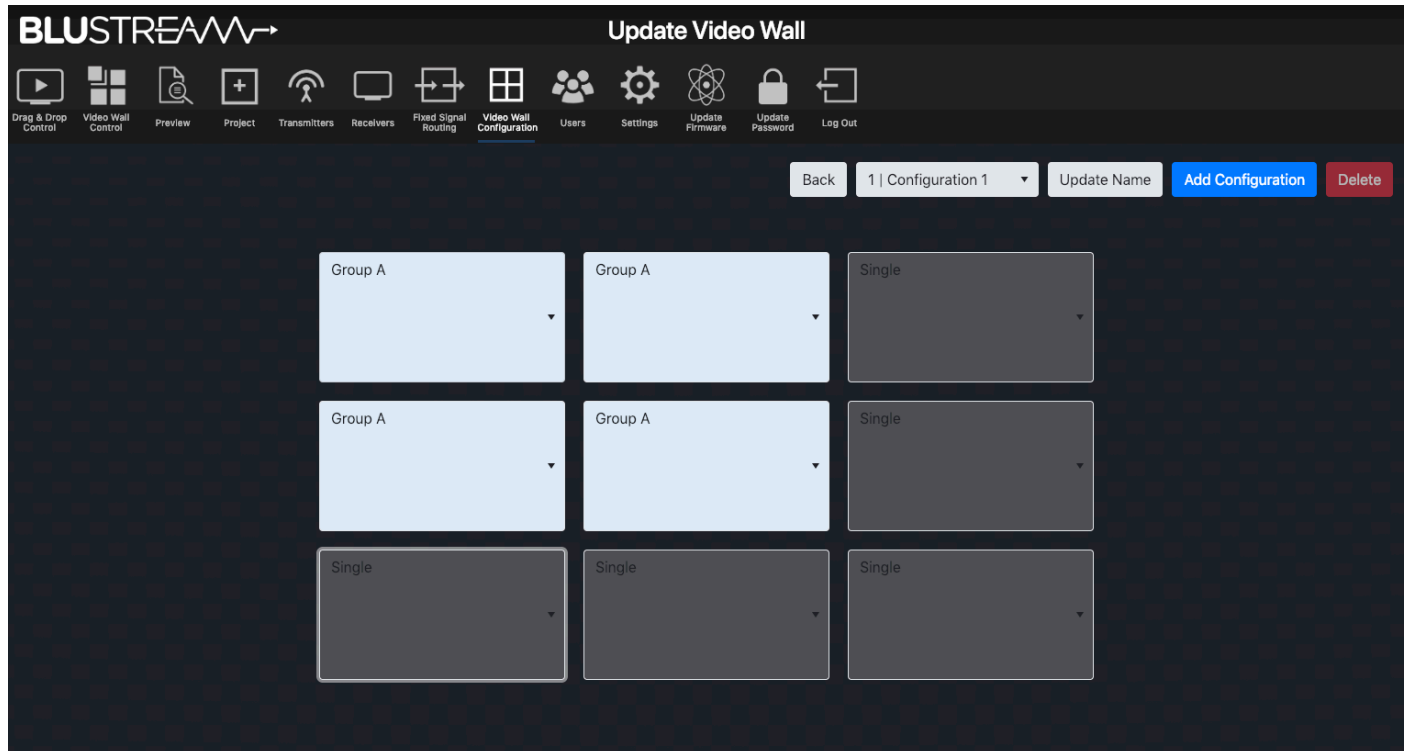 BLUSTREAM
Update Video Wall
Drag & Drop
Control
Video Wall
Control
Preview
Project
Transmitters
Receivers
Fixed Signal
Routing
Video Wall
Configuration
Users
Settings
Update
Firmware
Update
Password
Log Out
Back
1 | Configuration 1
Update Name
Add Configuration
Delete
Group A
Group A
Single
Group A
Group A
Single
Single
Single
Single